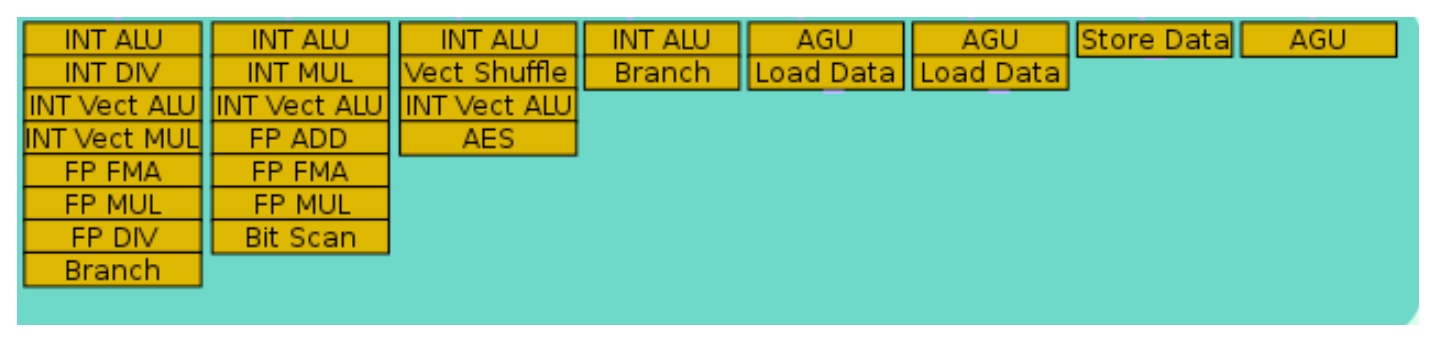 INT ALU INT ALU INT ALU INT ALU AGU AGU Store Data AGU
INT DIV INT MUL Vect Shuffle Branch Load Data Load Data
INT Vect ALU INT Vect ALU INT Vect ALU
INT Vect MUL FP ADD AES
FP FMA FP FMA
FP MUL FP MUL
FP DIV Bit Scan
Branch